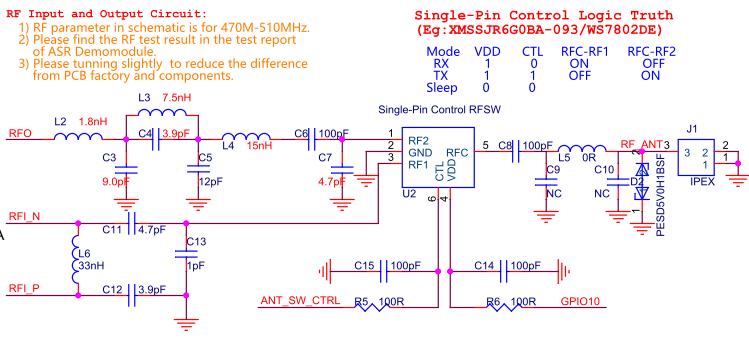 RF Input and Output Circuit:
1) RF parameter in schematic is for 470M-510MHz.
2) Please find the RF test result in the test report
of ASR Demomodule.
3) Please tunning slightly to reduce the difference
from PCB factory and components.
Single-Pin Control Logic Truth
(Eg:XMSSJR6G0BA-093/WS7802DE)
Mode VDD CTL RFC-RF1 RFC-RF2
RX 1 0 ON OFF
TX 1 1 OFF ON
Sleep 0 0
Single-Pin Control RFSW
L3 7.5nH
L2 1.8nH
RFO
C4 3.9pF
L4 15nH
C6 100pF
C3
9.0pF
C5
12pF
C7
4.7pF
1 RF2
2 GND
3 RF1
RFC 5
CTL 6
VDD 4
U2
C8 100pF
L5 0R
RF_ANT
C9
NC
C10
NC
D2
2
1
PESD5V0H1BSF
J1
3 3
2 2
1 1
IPEX
RFI_N
C11 4.7pF
L6
33nH
C13
1pF
RFI_P
C12 3.9pF
C15 100pF
C14 100pF
ANT_SW_CTRL
R5 100R
R6 100R
GPIO10
A